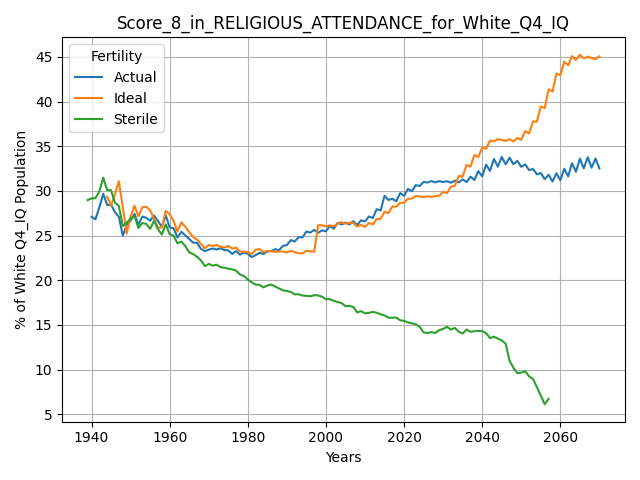 Score_8_in_RELIGIOUS_ATTENDANCE_for_White_Q4_IQ
Fertility
Actual
Ideal
Sterile
% of White Q4_IQ Population
45
40
35
30
25
20
15
10
5
1940 1960 1980 2000 2020 2040 2060
Years